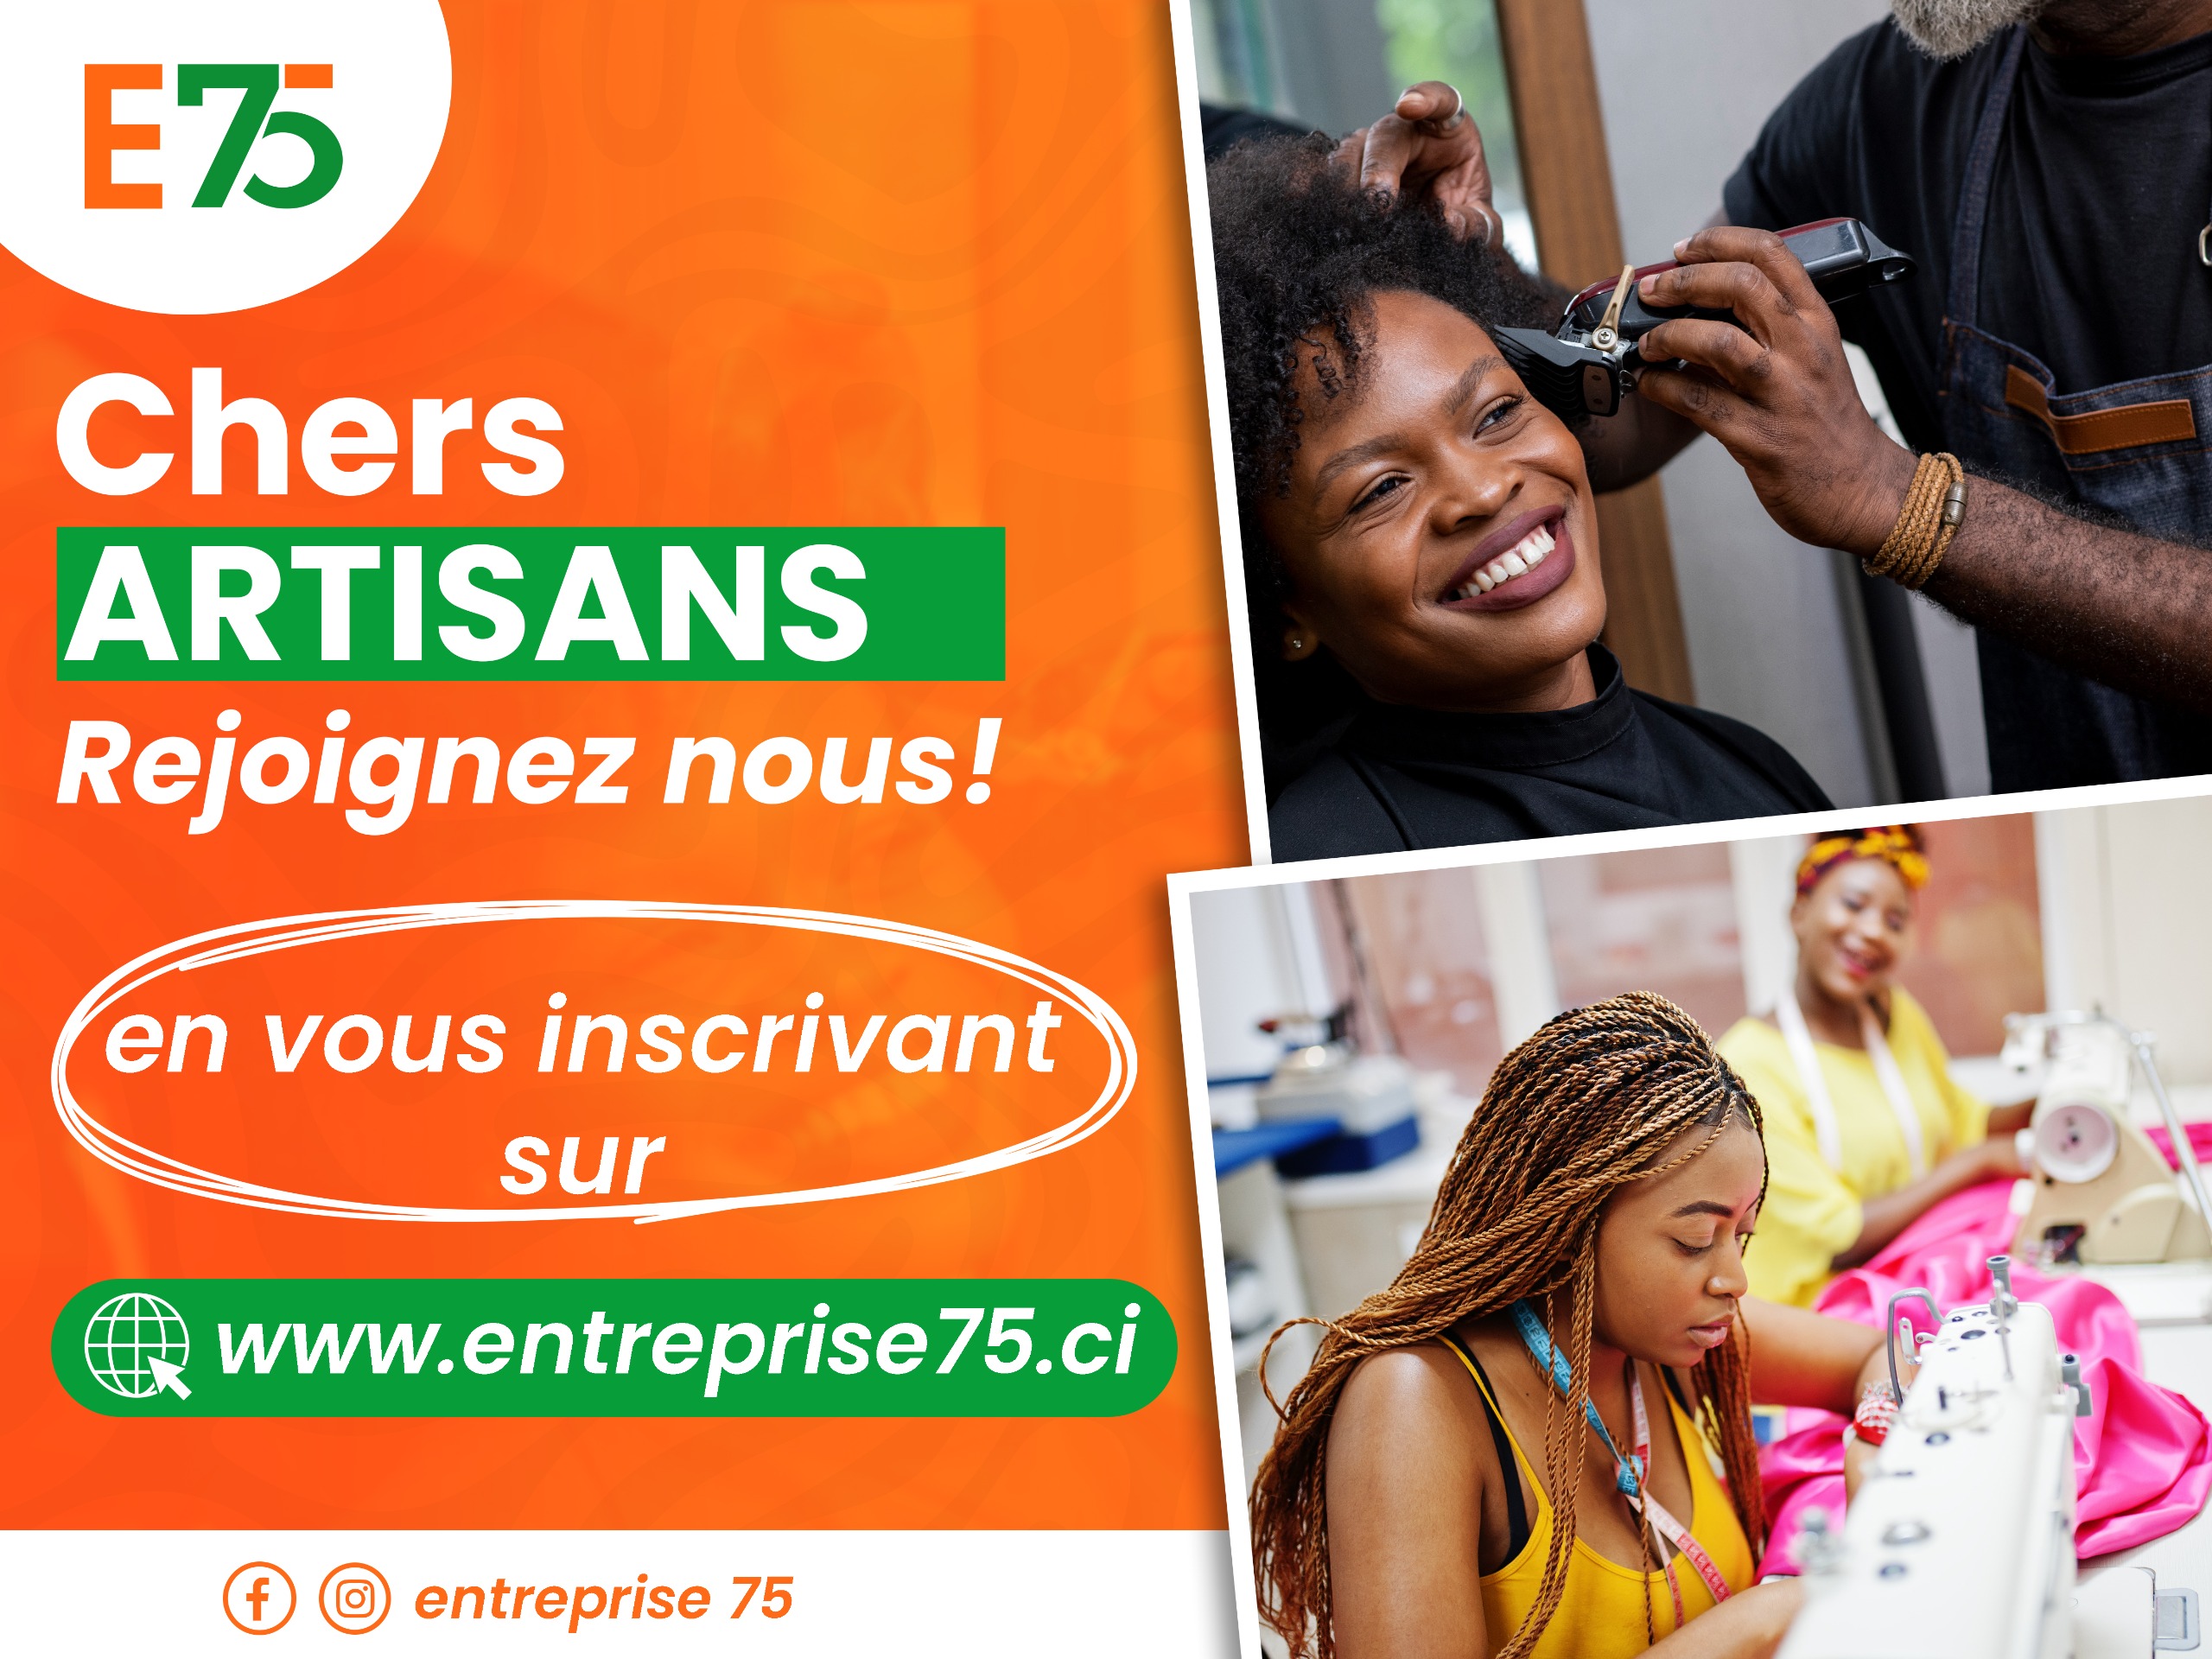 E75
Chers
ARTISANS
Rejoignez nous!
en vous inscrivant
sur
www.entreprise75.ci
entreprise 75